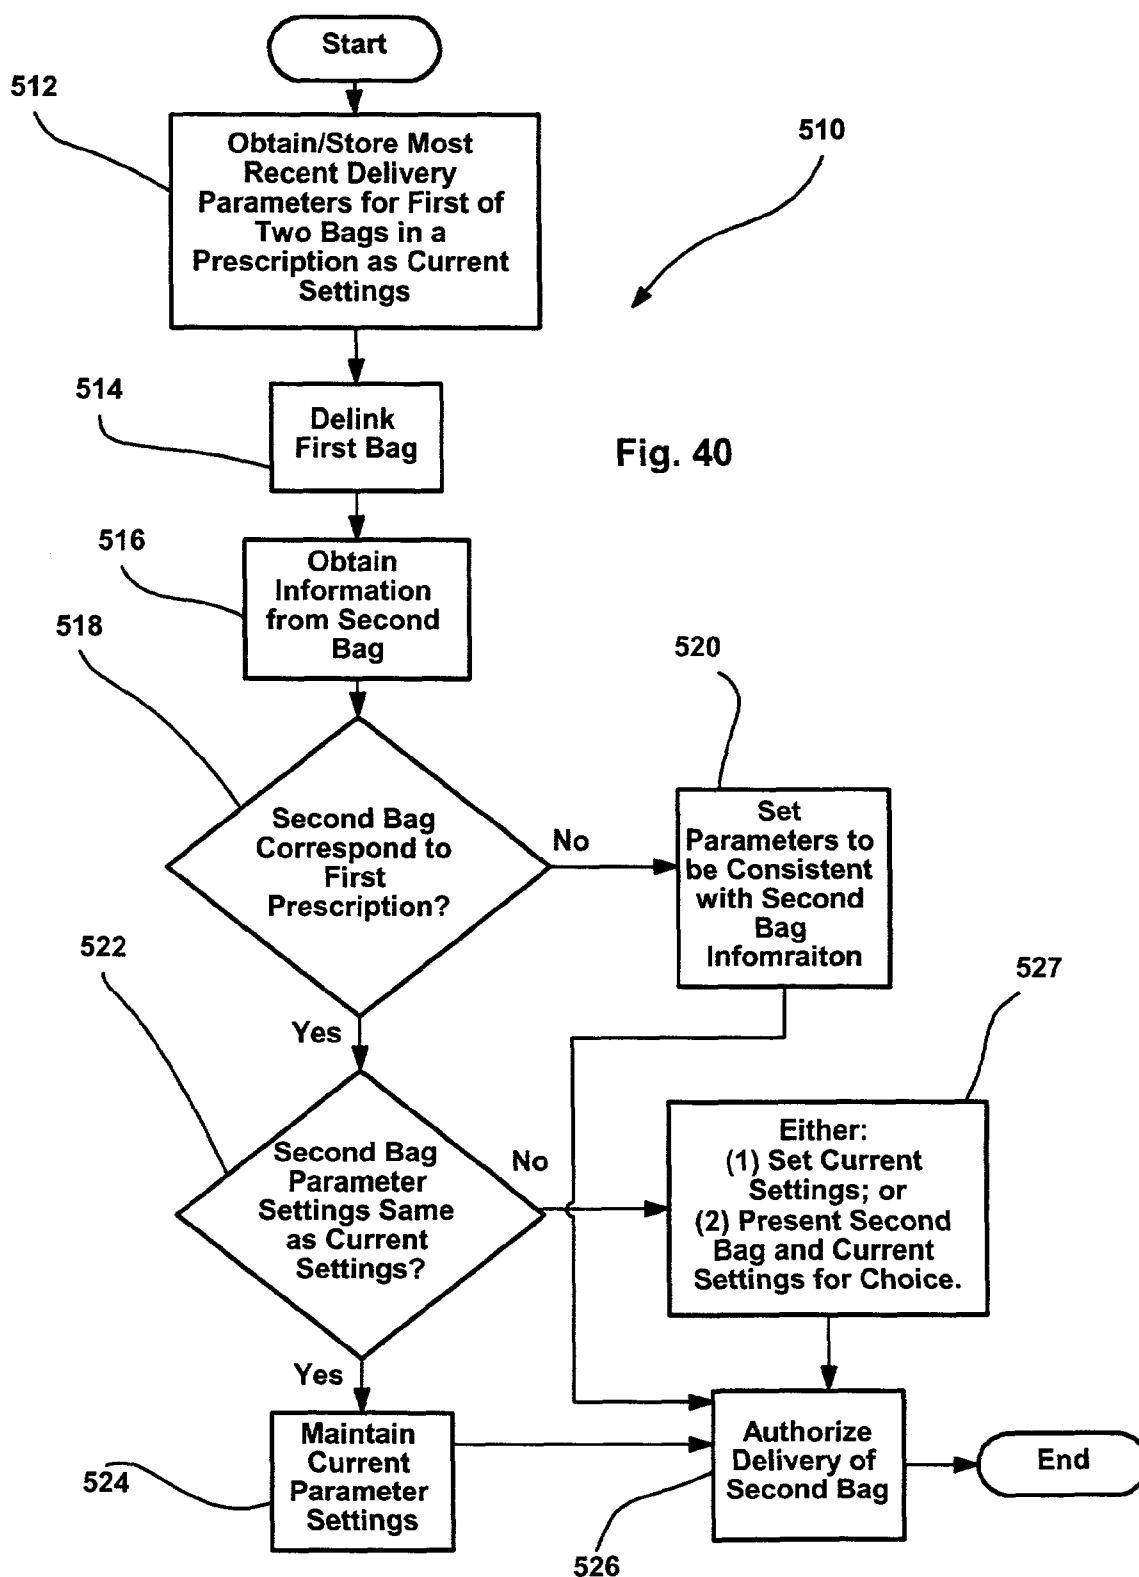 Start
512
Obtain/Store Most
Recent Delivery
Parameters for First of
Two Bags in a
Prescription as Current
Settings
510
514
Delink
First Bag
Fig. 40
516
Obtain
Information
from Second
Bag
518
520
Second Bag
Correspond to
First
Prescription?
No
Set
Parameters to
be Consistent
with Second
Bag
Infomraiton
522
527
Yes
Second Bag
Parameter
Settings Same
as Current
Settings?
No
Either:
(1) Set Current
Settings; or
(2) Present Second
Bag and Current
Settings for Choice.
Yes
Maintain
Current
Parameter
Settings
524
Authorize
Delivery of
Second Bag
526
End